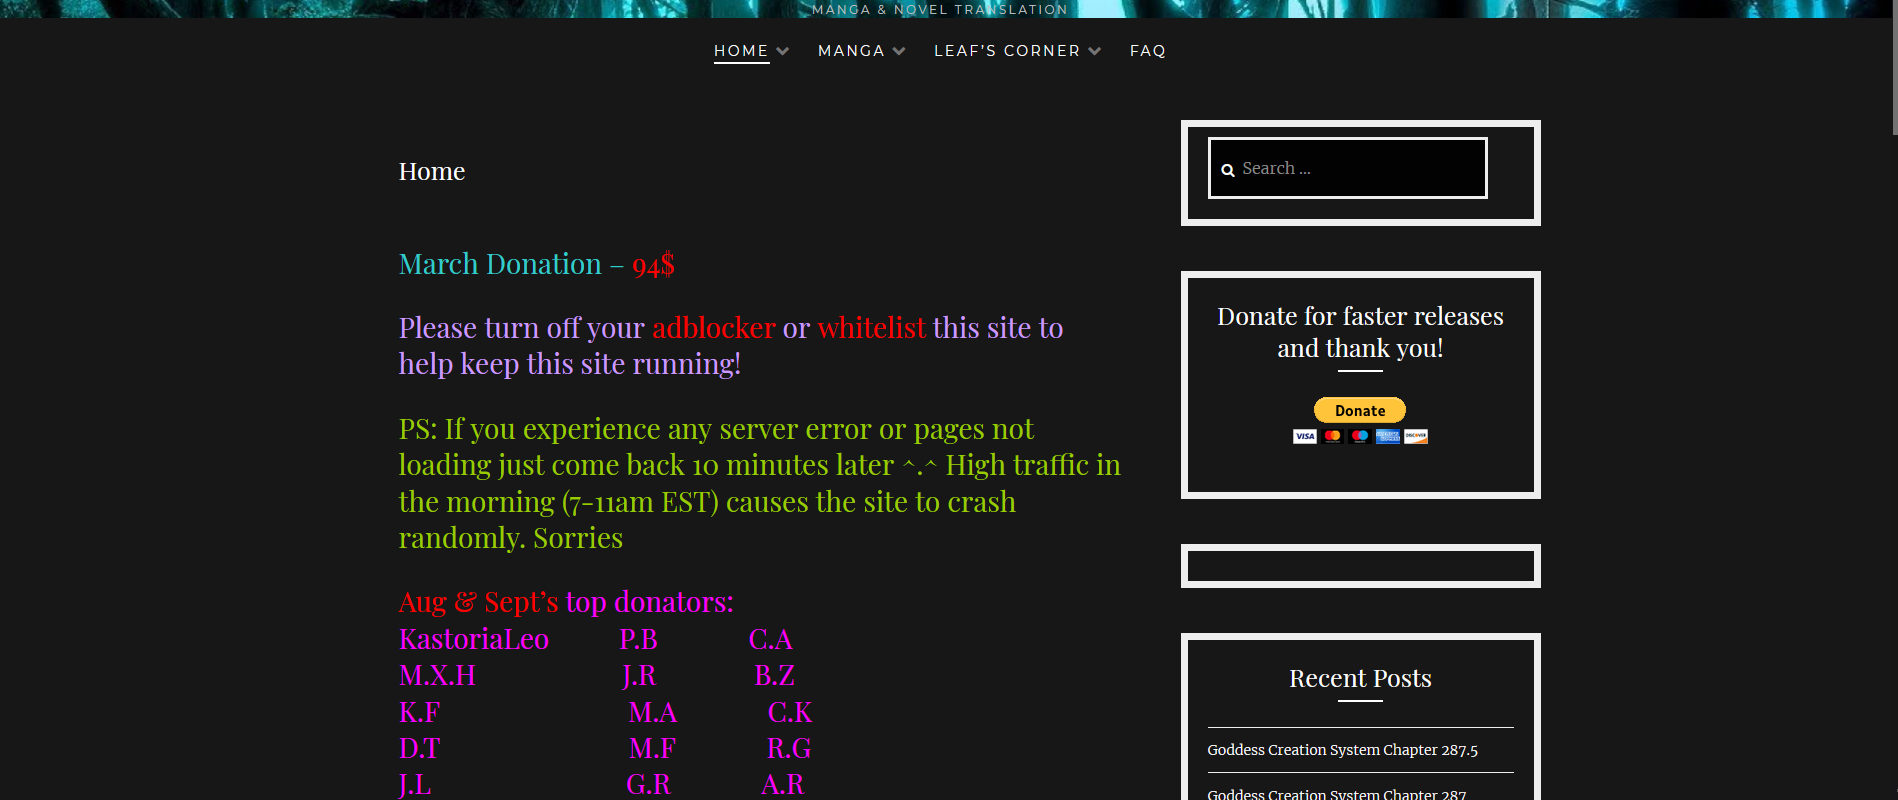 MANGA & NOVEL TRANSLATION
HOME MANGA LEAF'S CORNER FAQ
Home
March Donation – 94$
Please turn off your adblocker or whitelist this site to
help keep this site running!
PS: If you experience any server error or pages not
loading just come back 10 minutes later ^.^ High traffic in
the morning (7-11am EST) causes the site to crash
randomly. Sorries
Aug & Sept's top donators:
KastoriaLeo P.B C.A
M.X.H J.R B.Z
K.F M.A C.K
D.T M.F R.G
J.L G.R A.R
Search ...
Donate for faster releases
and thank you!
Donate
VISA DISCOVER
Recent Posts
Goddess Creation System Chapter 287.5
Goddess Creation System Chapter 287